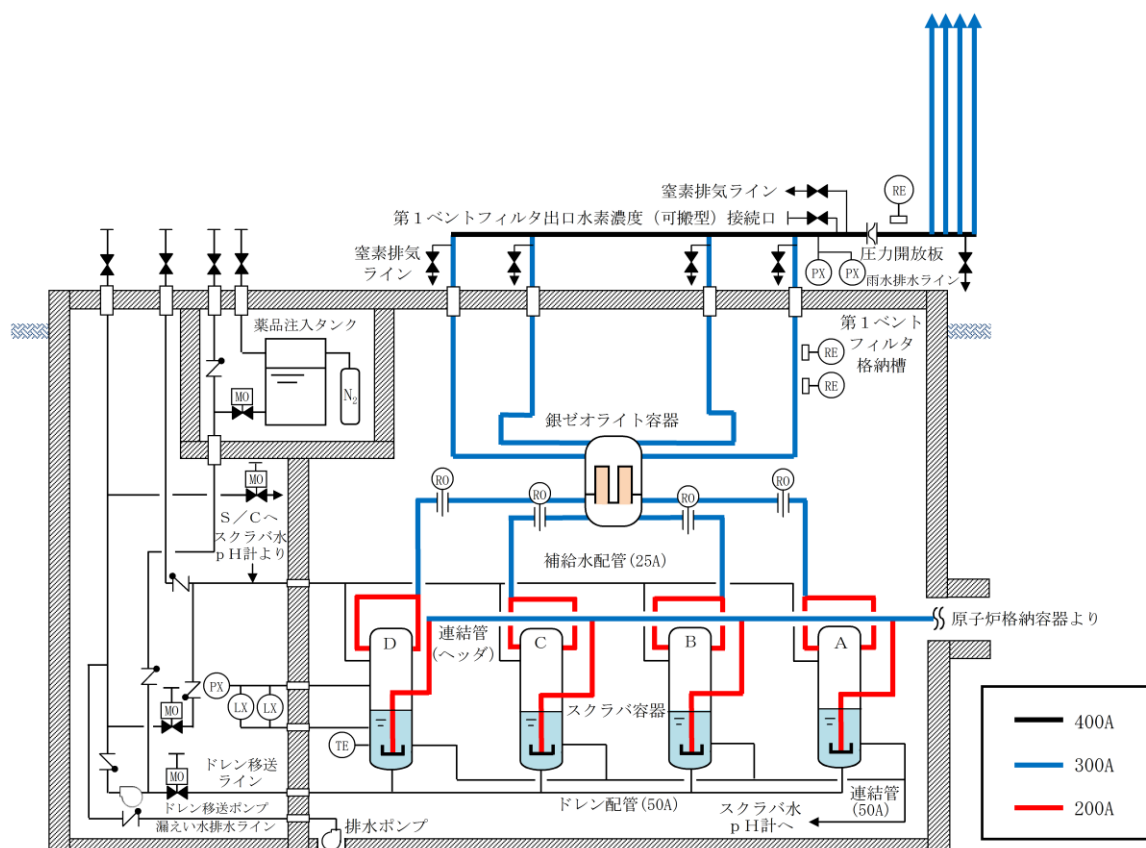 窒素排気ライン
RE
第1ベントフィルタ出口水素濃度(可搬型)接続口
窒素排気
ライン
圧力開放板
PX
PX
雨水排水ライン
薬品注入タンク
第1ベント
フィルタ
格納槽
RE
RE
MO
N₂
銀ゼオライト容器
MO
RO
RO
RO
RO
S/Cへ
スクラバ水
pH計より
補給水配管(25A)
原子炉格納容器より
連結管
(ヘッダ)
D
C
B
A
PX
LX
LX
MO
スクラバ容器
TE
MO
ドレン移送
ライン
ドレン移送ポンプ
漏えい水排水ライン
排水ポンプ
ドレン配管(50A)
スクラバ水
pH計へ
連結管
(50A)
400A
300A
200A